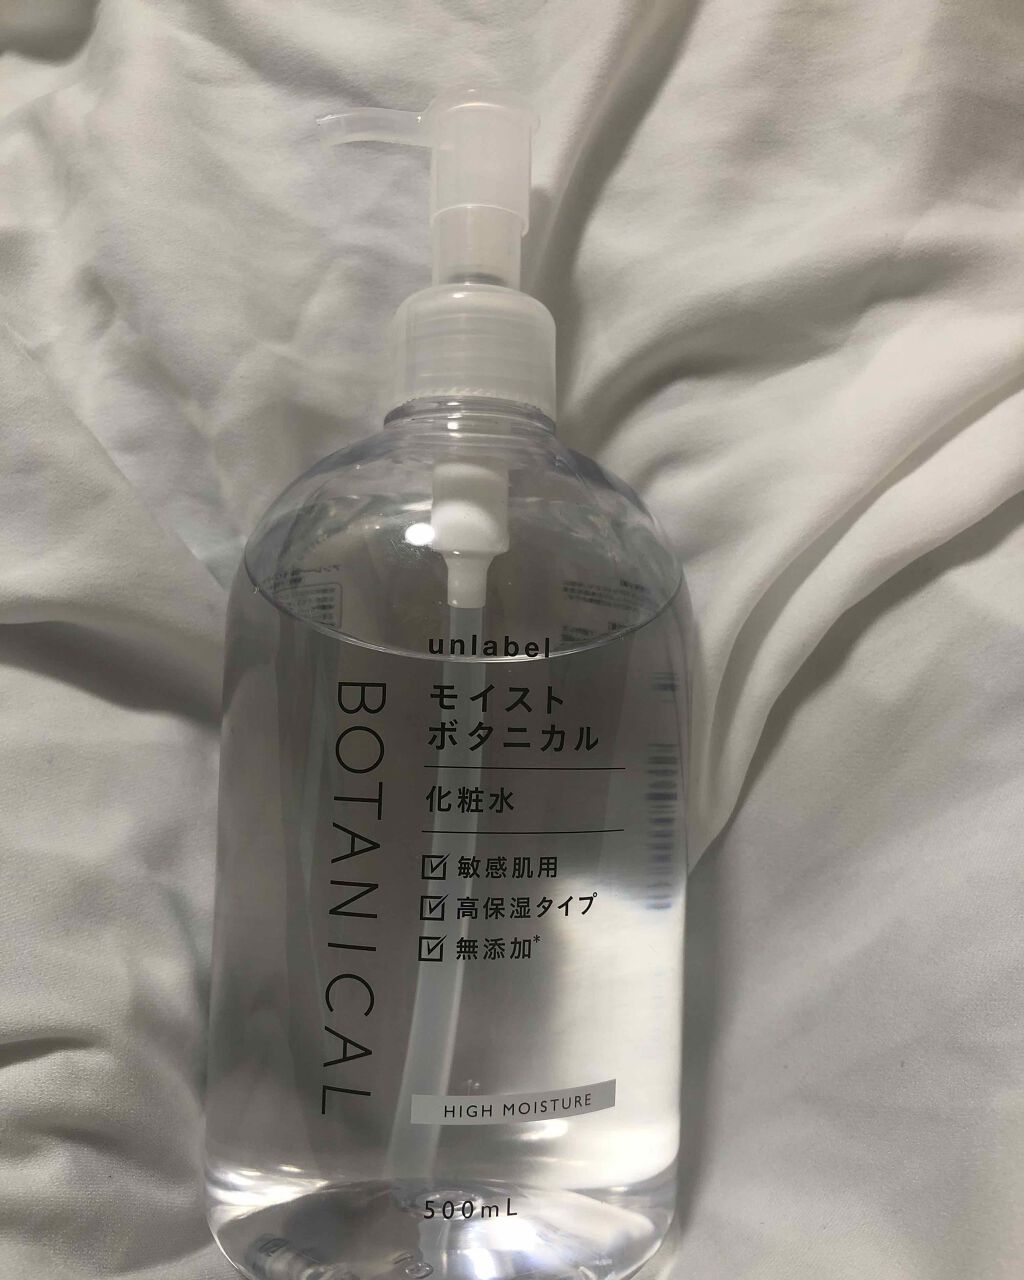 unlabel
BOTANICAL
モイスト
ボタニカル
化粧水
敏感肌用
高保湿タイプ
無添加*
HIGH MOISTURE
500mL